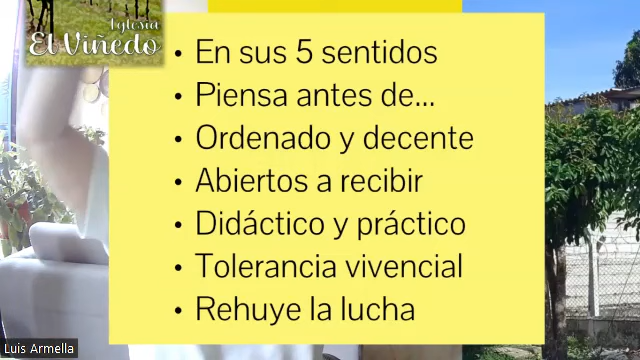 Iglesia
El Viñedo
• En sus 5 sentidos
• Piensa antes de...
• Ordenado y decente
• Abiertos a recibir
• Didáctico y práctico
• Tolerancia vivencial
• Rehuye la lucha
Luis Armella